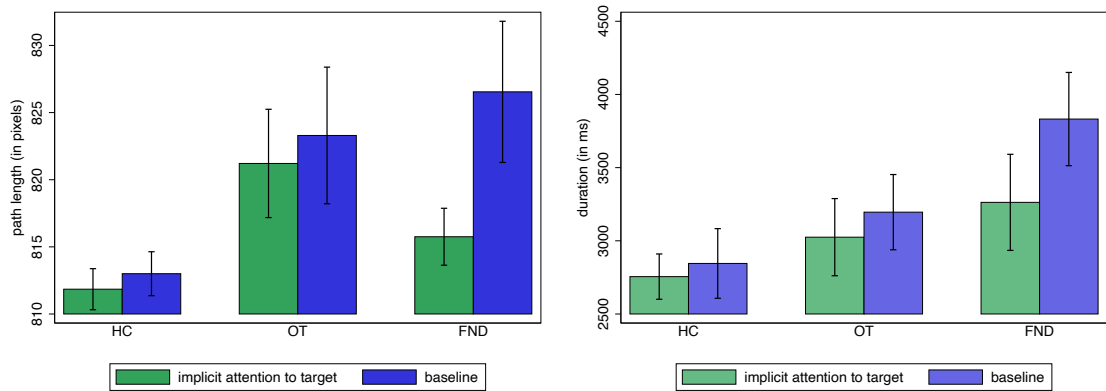 path length (in pixels)
830
825
820
815
810
HC
OT
FND
implicit attention to target
baseline
duration (in ms)
4500
4000
3500
3000
2500
HC
OT
FND
implicit attention to target
baseline